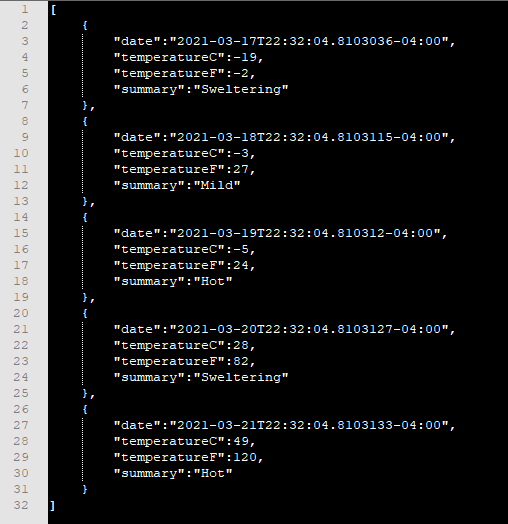 1 [
2     {
3         "date":"2021-03-17T22:32:04.8103036-04:00",
4         "temperatureC":-19,
5         "temperatureF":-2,
6         "summary":"Sweltering"
7     },
8     {
9         "date":"2021-03-18T22:32:04.8103115-04:00",
10         "temperatureC":-3,
11         "temperatureF":27,
12         "summary":"Mild"
13     },
14     {
15         "date":"2021-03-19T22:32:04.810312-04:00",
16         "temperatureC":-5,
17         "temperatureF":24,
18         "summary":"Hot"
19     },
20     {
21         "date":"2021-03-20T22:32:04.8103127-04:00",
22         "temperatureC":28,
23         "temperatureF":82,
24         "summary":"Sweltering"
25     },
26     {
27         "date":"2021-03-21T22:32:04.8103133-04:00",
28         "temperatureC":49,
29         "temperatureF":120,
30         "summary":"Hot"
31     }
32 ]